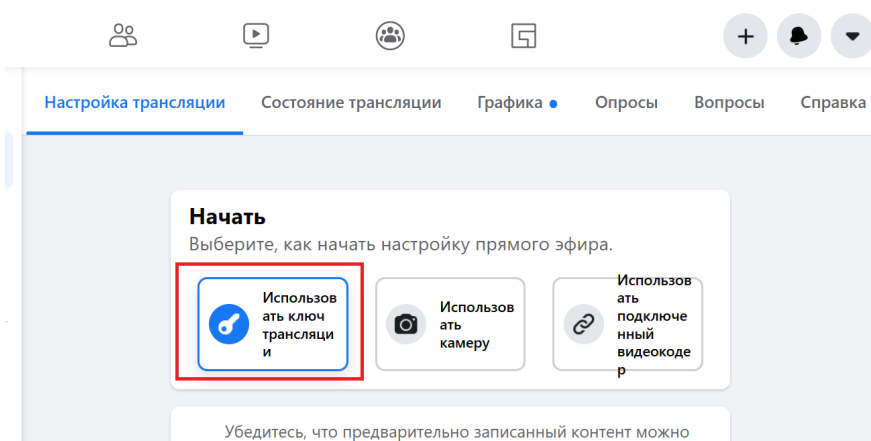 Настройка трансляции Состояние трансляции Графика Опросы Вопросы Справка
Начать
Выберите, как начать настройку прямого эфира.
Использов
ать ключ
трансляци
и
Использов
ать
камеру
Использов
ать
подключе
нный
видеокоде
р
Убедитесь, что предварительно записанный контент можно